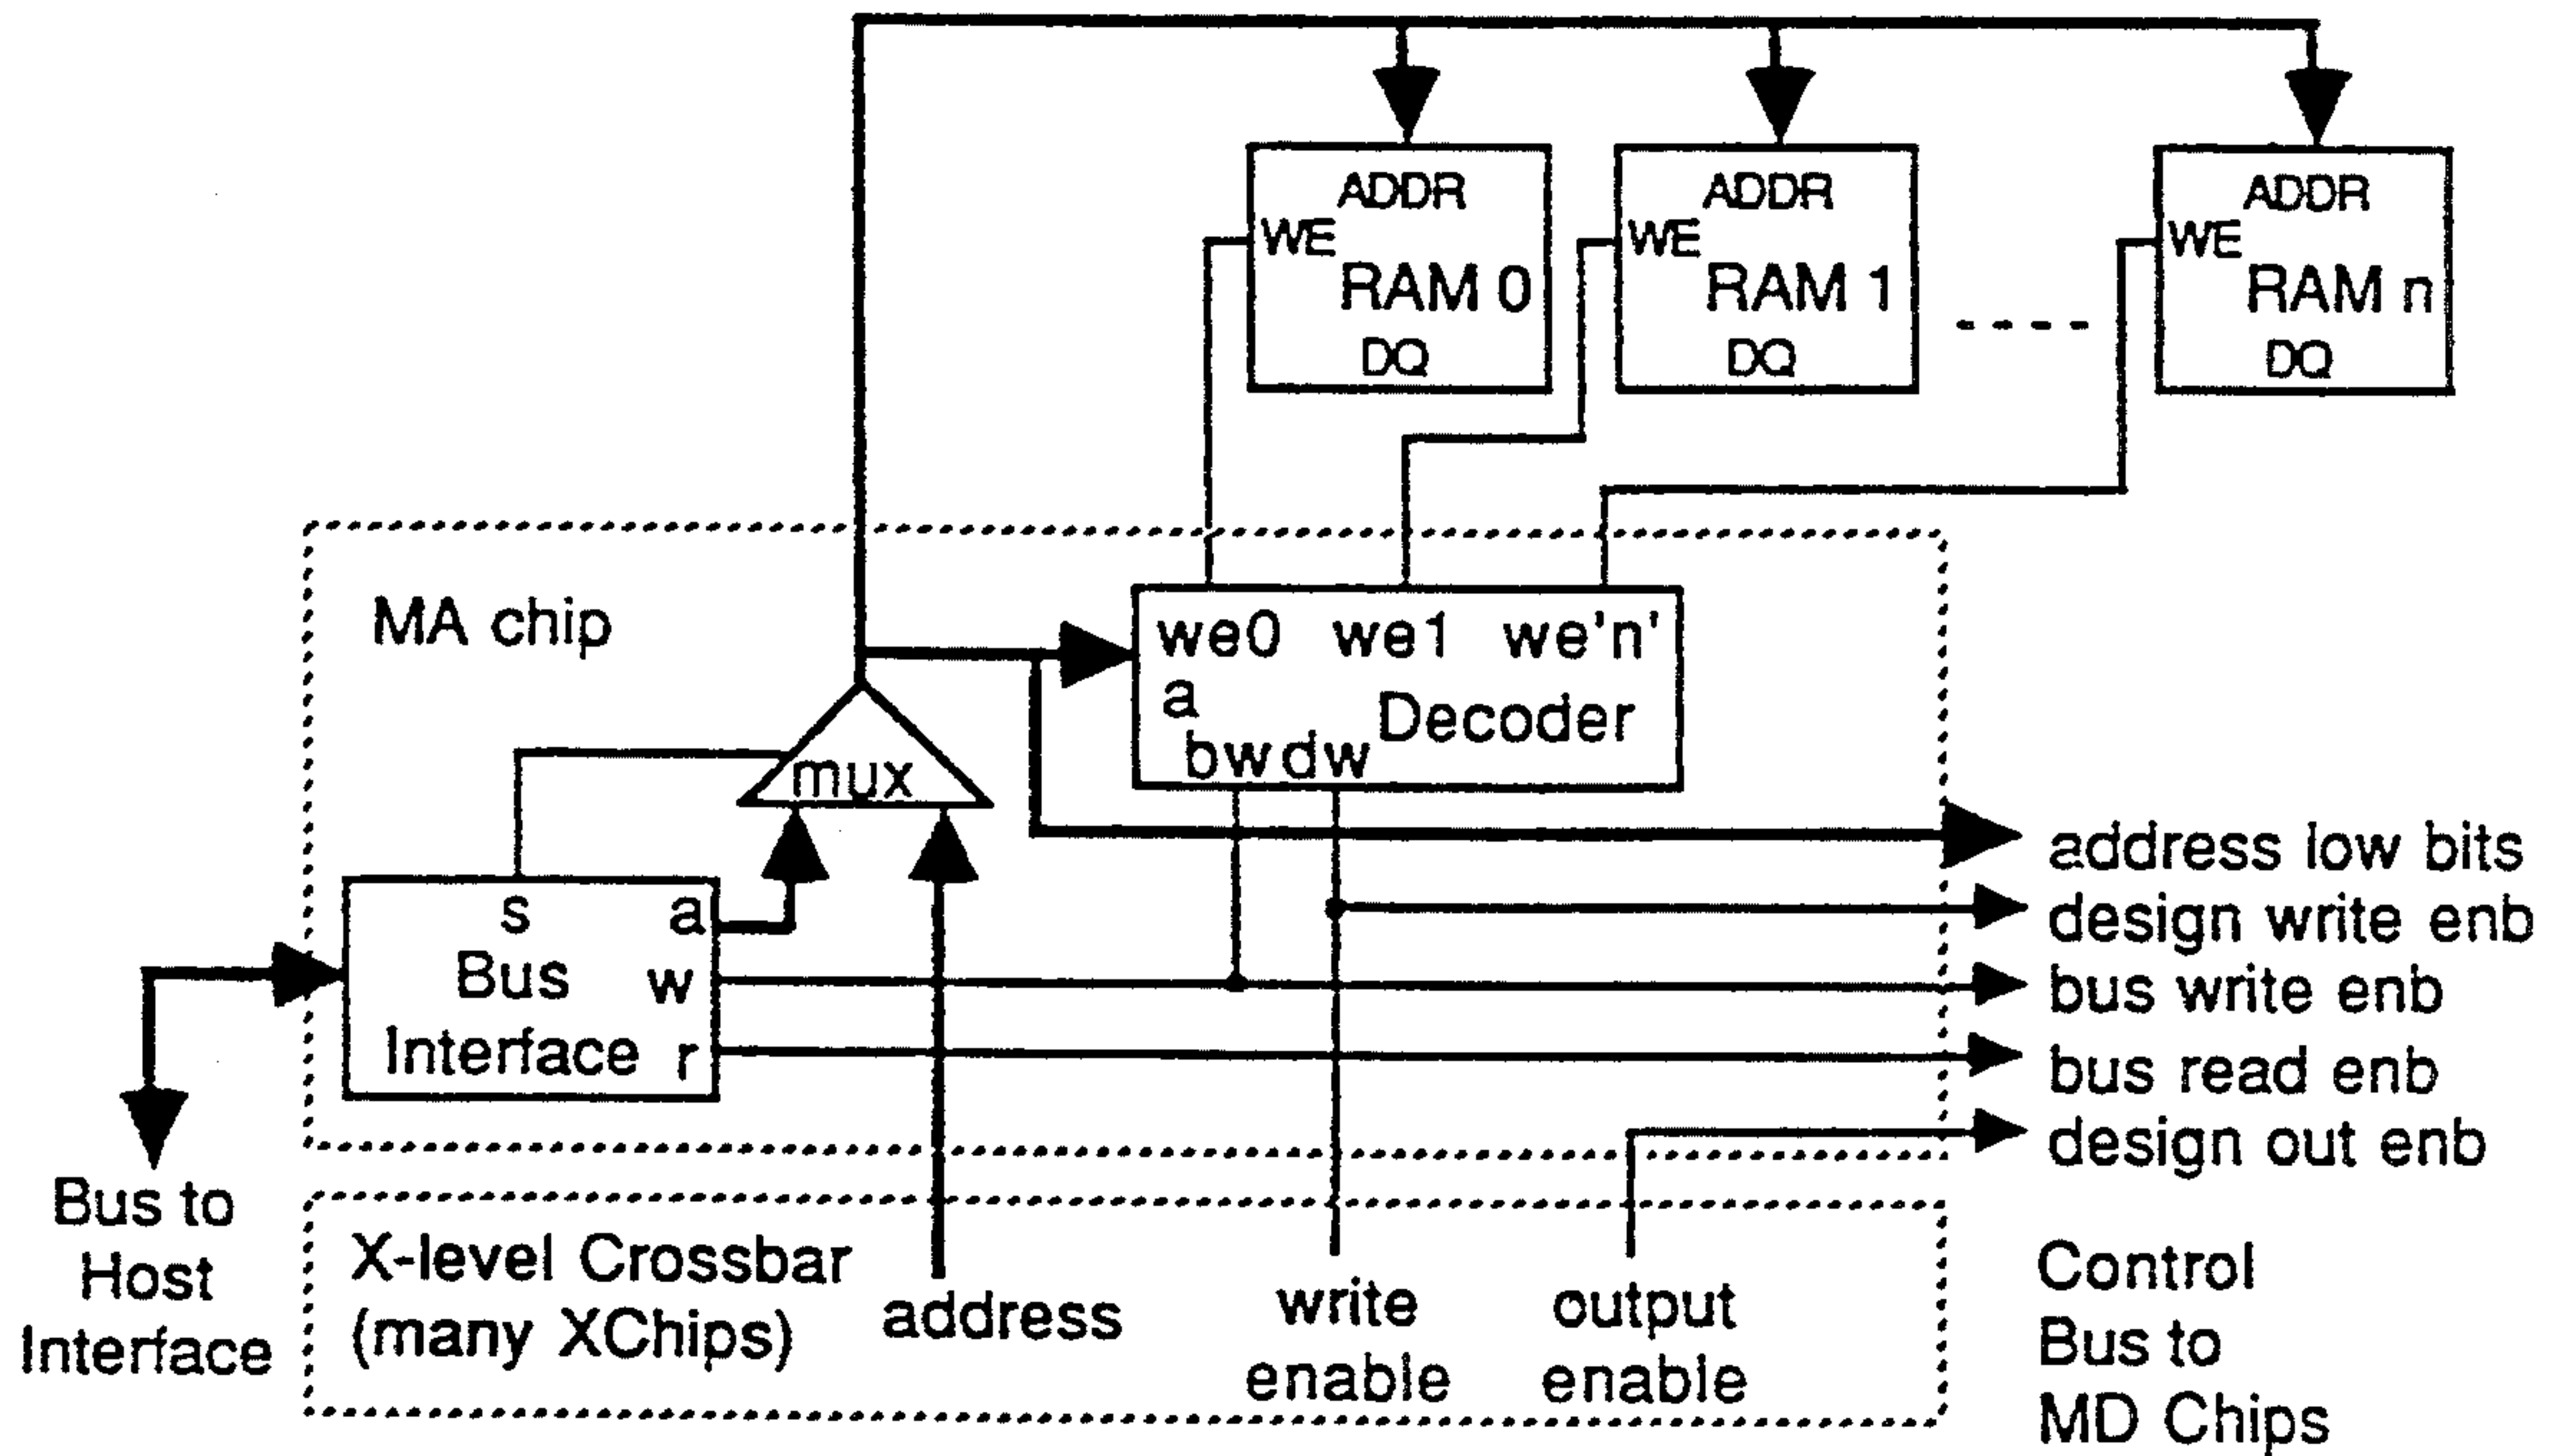 ADDR
WE
RAM 0
DQ
ADDR
WE
RAM 1
DQ
ADDR
WE
RAM n
DQ
MA chip
we0 we1 we'n'
a
Decoder
bw dw
mux
s a
Bus w
Interface r
address low bits
design write enb
bus write enb
bus read enb
design out enb
Bus to
Host
Interface
X-level Crossbar
(many XChips)
address
write
enable
output
enable
Control
Bus to
MD Chips